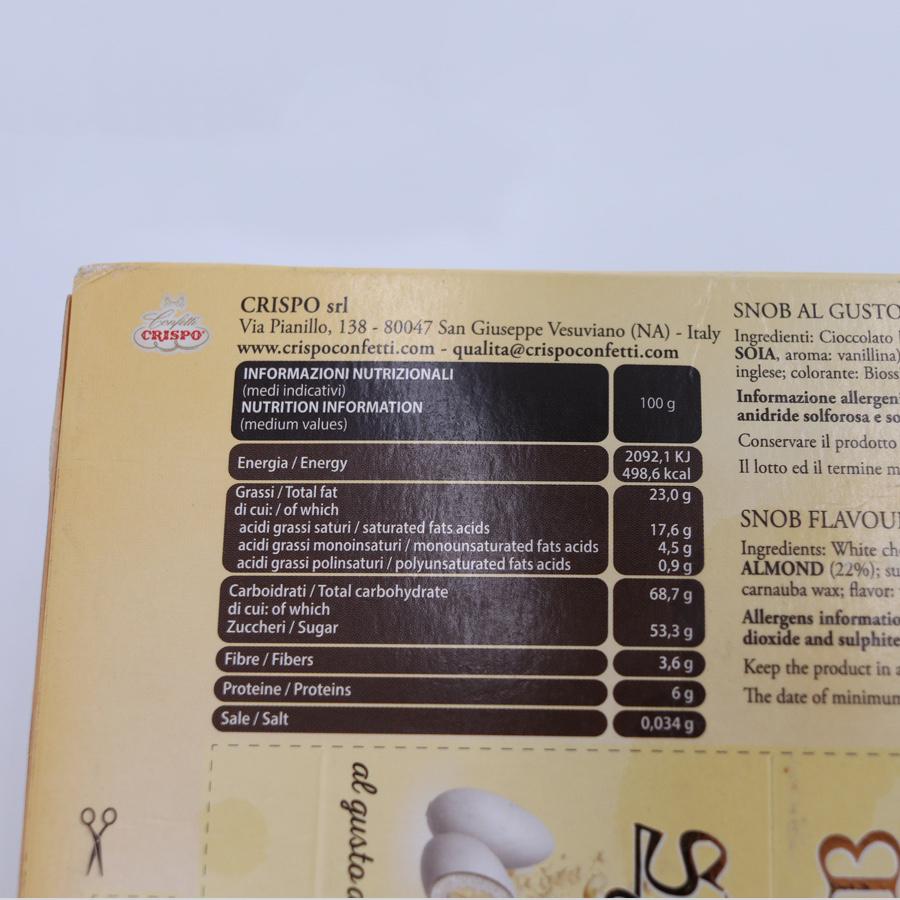 Confetti
CRISPO
CRISPO srl
Via Pianillo, 138 - 80047 San Giuseppe Vesuviano (NA) - Italy
www.crispoconfetti.com - qualita@crispoconfetti.com
INFORMAZIONI NUTRIZIONALI
(medi indicativi)
NUTRITION INFORMATION
(medium values)
100 g
Energia / Energy
2092,1 KJ
498,6 kcal
Grassi / Total fat 23,0 g
di cui: / of which
acidi grassi saturi / saturated fats acids 17,6 g
acidi grassi monoinsaturi / monounsaturated fats acids 4,5 g
acidi grassi polinsaturi / polyunsaturated fats acids 0,9 g
Carboidrati / Total carbohydrate 68,7 g
di cui: of which
Zuccheri / Sugar 53,3 g
Fibre / Fibers 3,6 g
Proteine / Proteins 6 g
Sale / Salt 0,034 g
SNOB AL GUSTO
Ingredienti: Cioccolato
SOIA, aroma: vanillina)
inglese; colorante: Bioss
Informazione allergeni
anidride solforosa e so
Conservare il prodotto
Il lotto ed il termine m
SNOB FLAVOU
Ingredients: White ch
ALMOND (22%); su
carnauba wax; flavor:
Allergens informatio
dioxide and sulphite
Keep the product in a
The date of minimum
al gusto